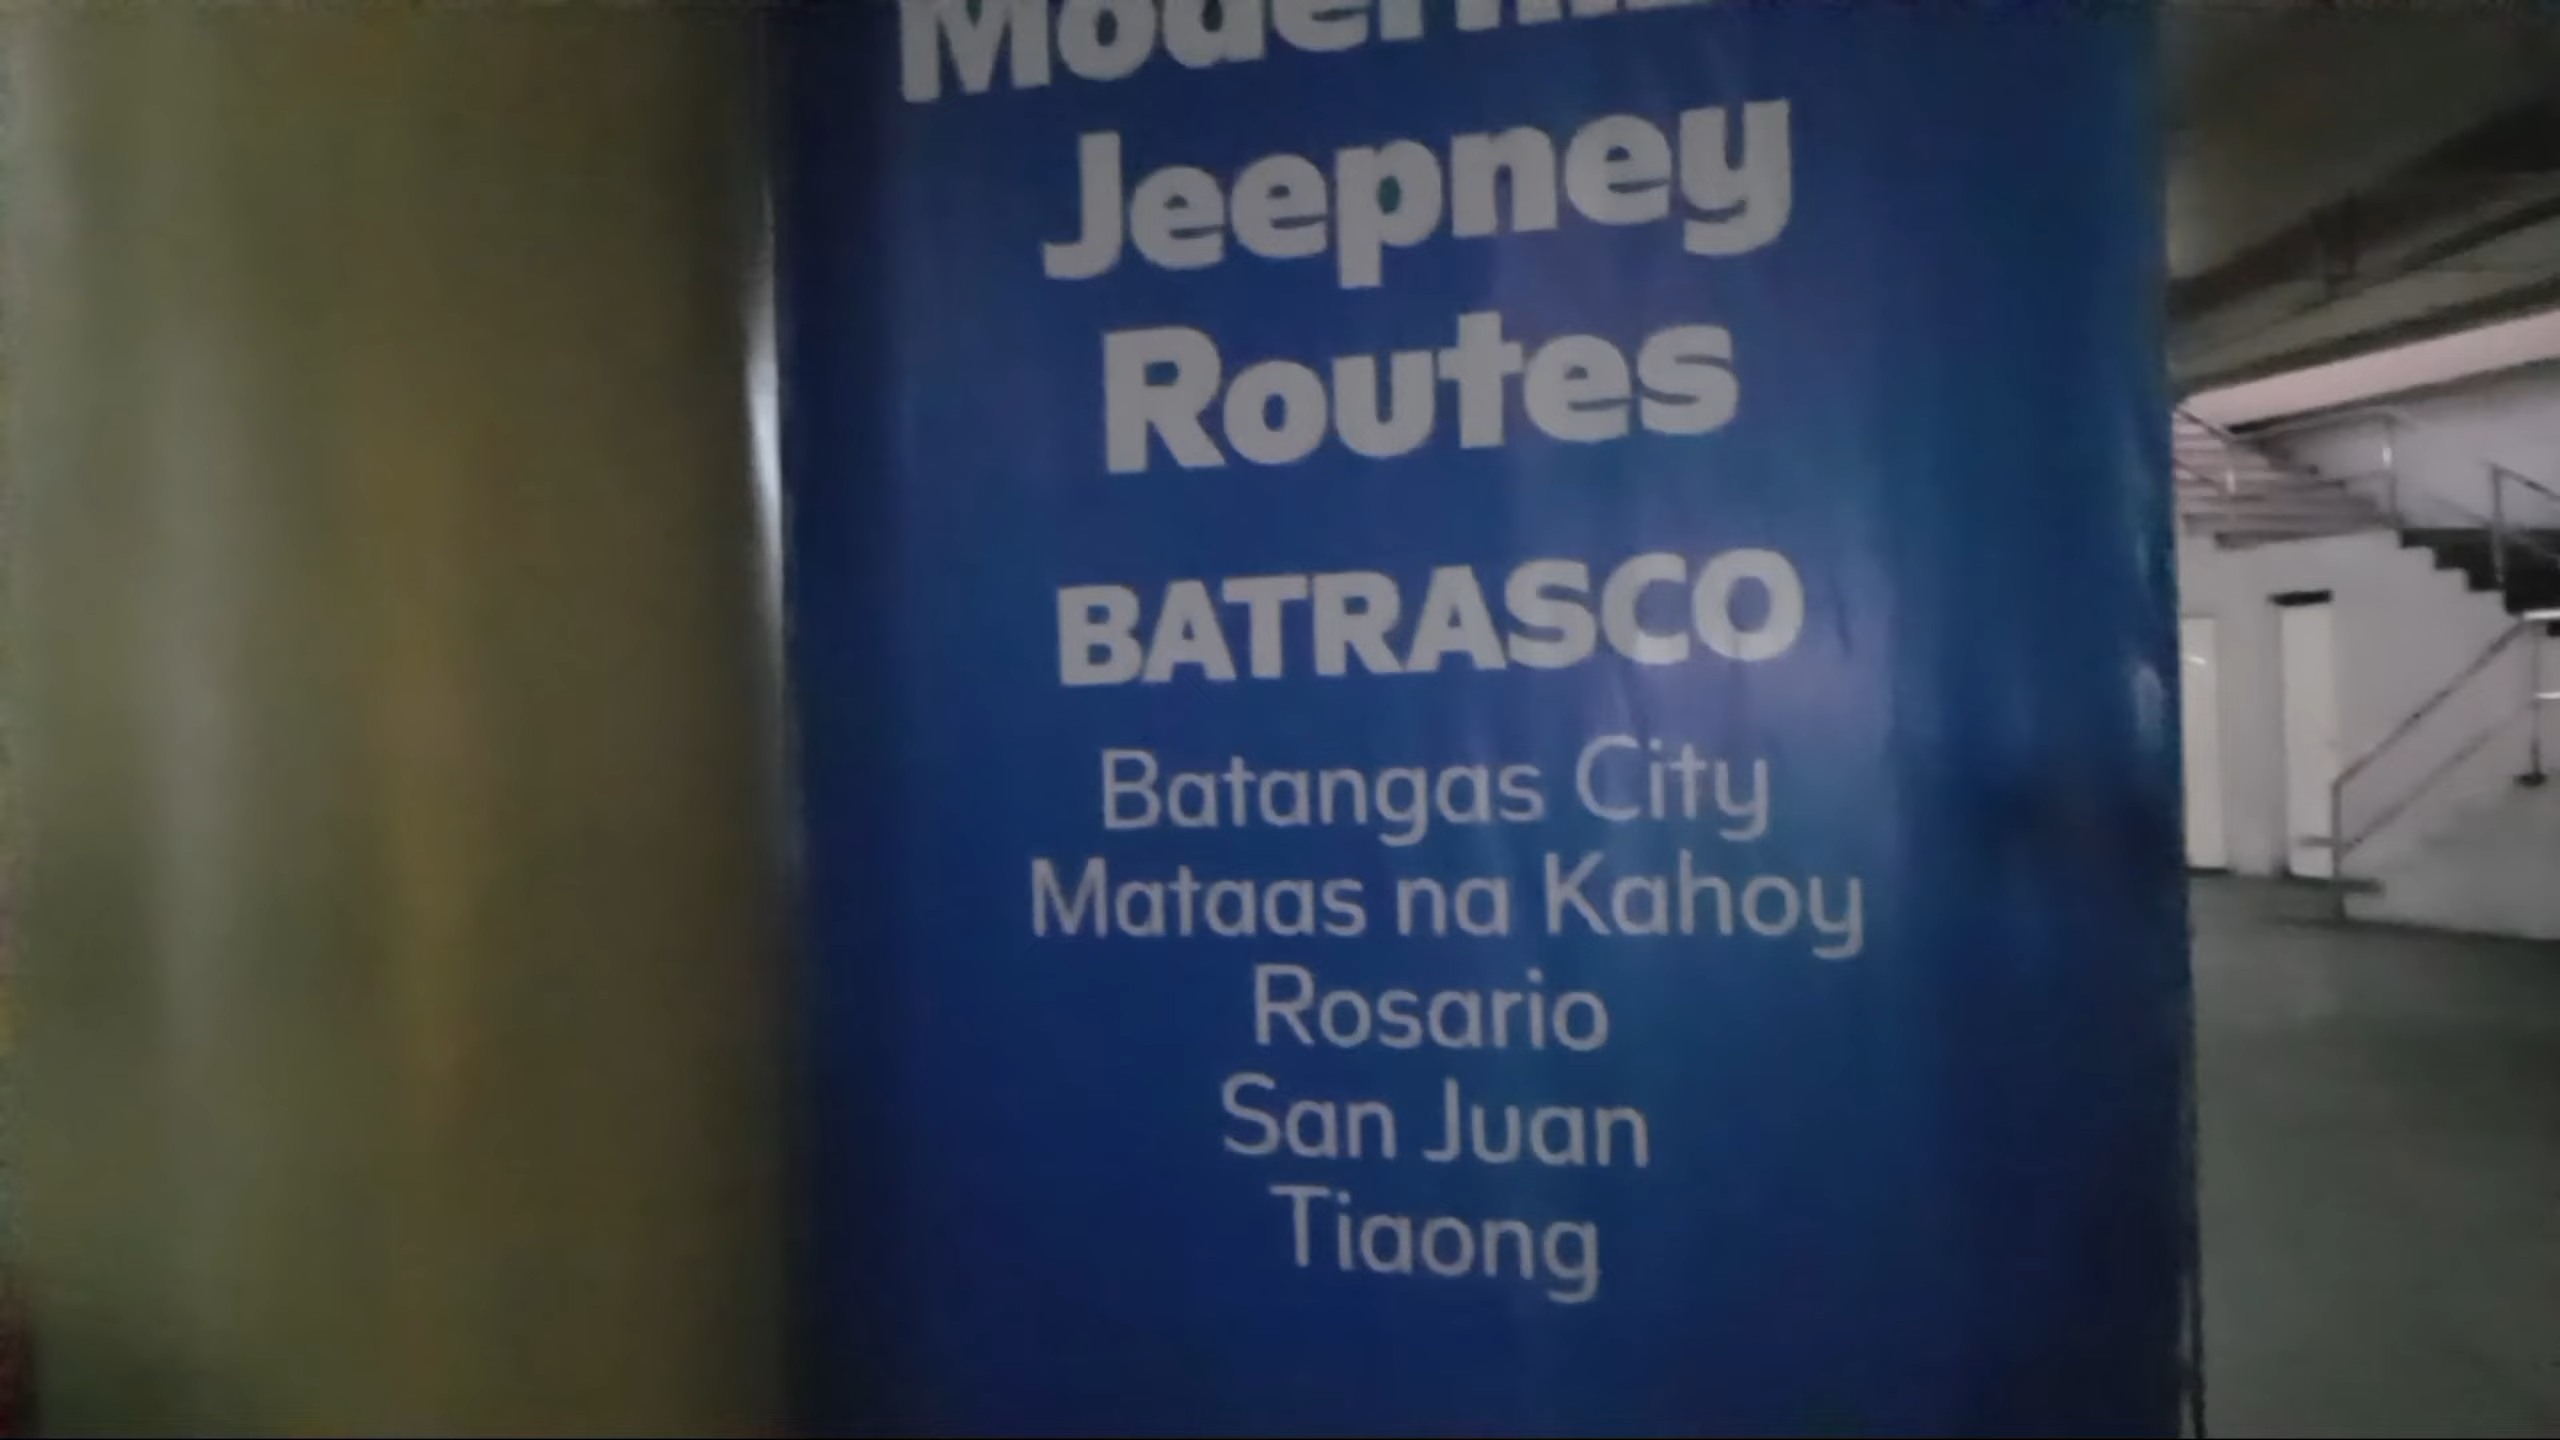 Jeepney
Routes
BATRASCO
Batangas City
Mataas na Kahoy
Rosario
San Juan
Tiaong